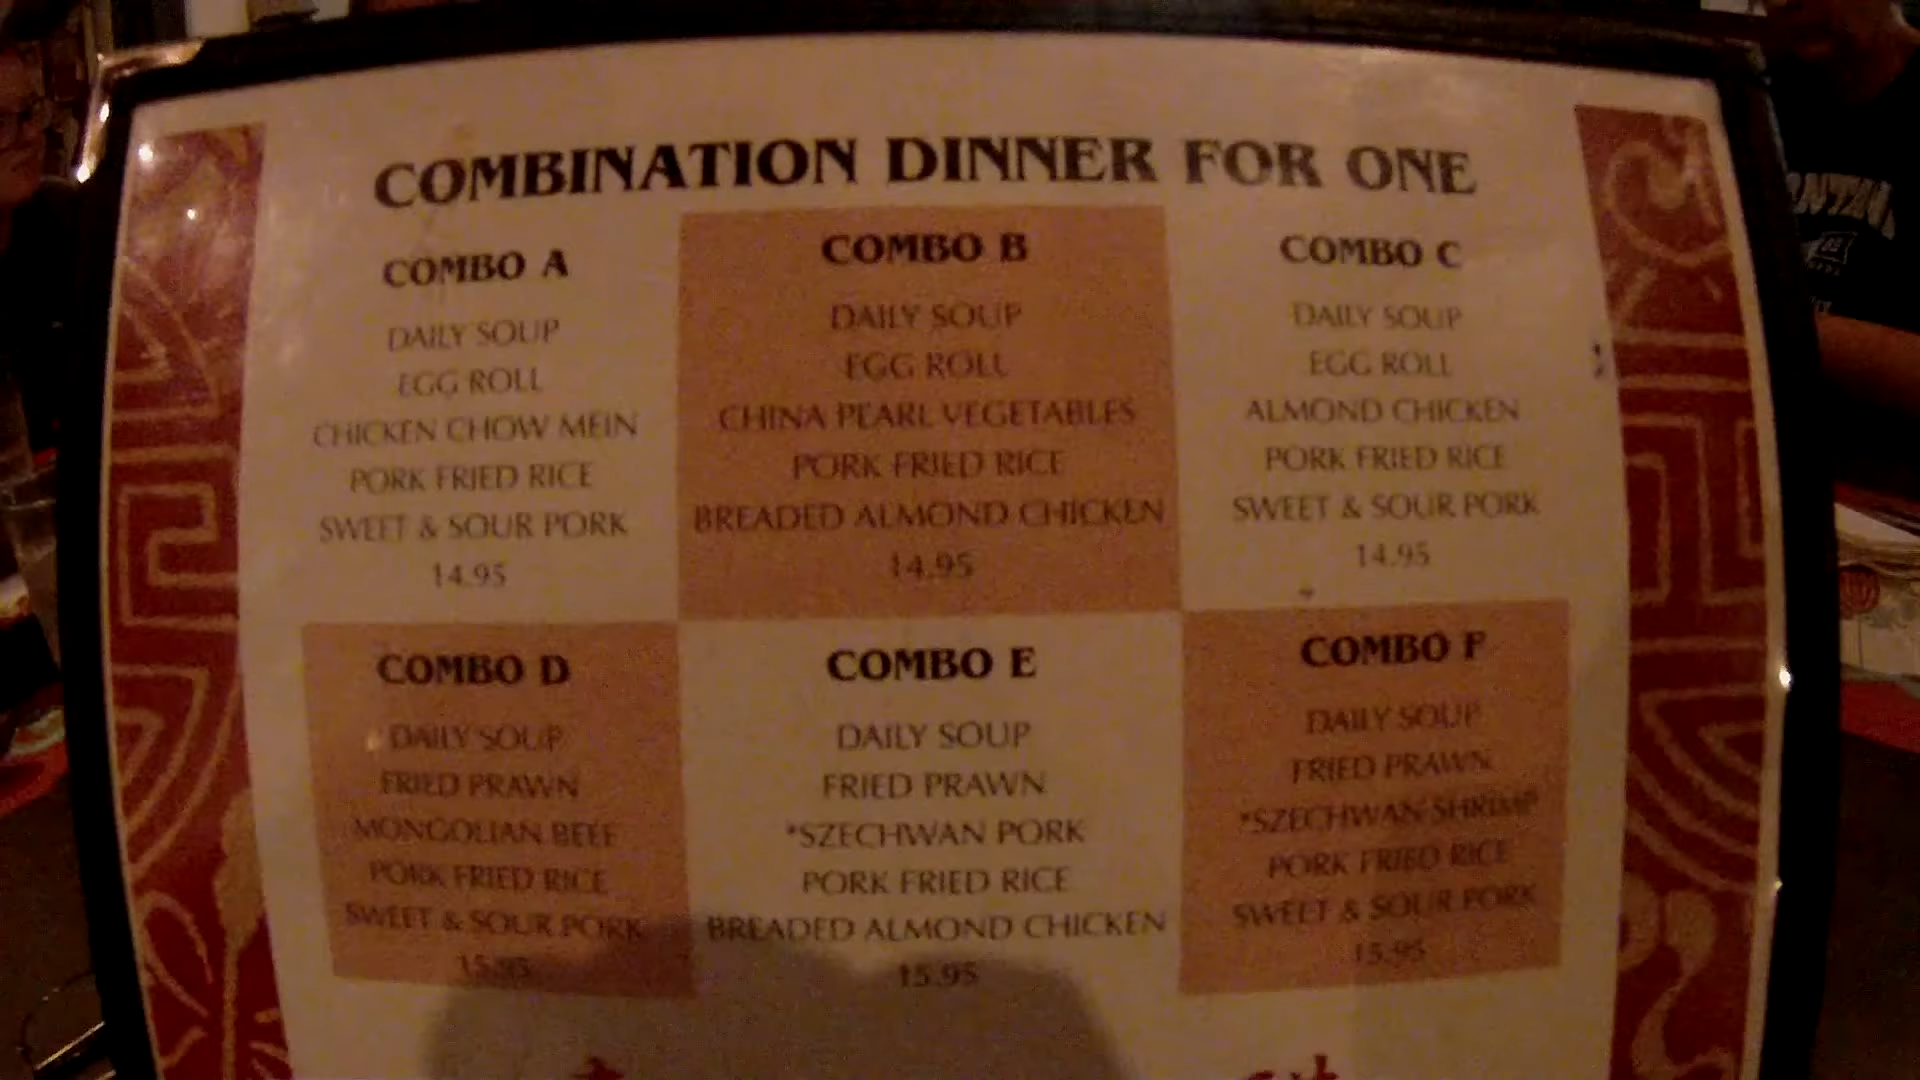 COMBINATION DINNER FOR ONE
COMBO A
DAILY SOUP
EGG ROLL
CHICKEN CHOW MEIN
PORK FRIED RICE
SWEET & SOUR PORK
14.95
COMBO B
DAILY SOUP
EGG ROLL
CHINA PEARL VEGETABLES
PORK FRIED RICE
BREADED ALMOND CHICKEN
14.95
COMBO C
DAILY SOUP
EGG ROLL
ALMOND CHICKEN
PORK FRIED RICE
SWEET & SOUR PORK
14.95
COMBO D
DAILY SOUP
FRIED PRAWN
MONGOLIAN BEEF
PORK FRIED RICE
SWEET & SOUR PORK
15.95
COMBO E
DAILY SOUP
FRIED PRAWN
*SZECHWAN PORK
PORK FRIED RICE
BREADED ALMOND CHICKEN
15.95
COMBO F
DAILY SOUP
FRIED PRAWN
*SZECHWAN SHRIMP
PORK FRIED RICE
SWEET & SOUR PORK
15.95